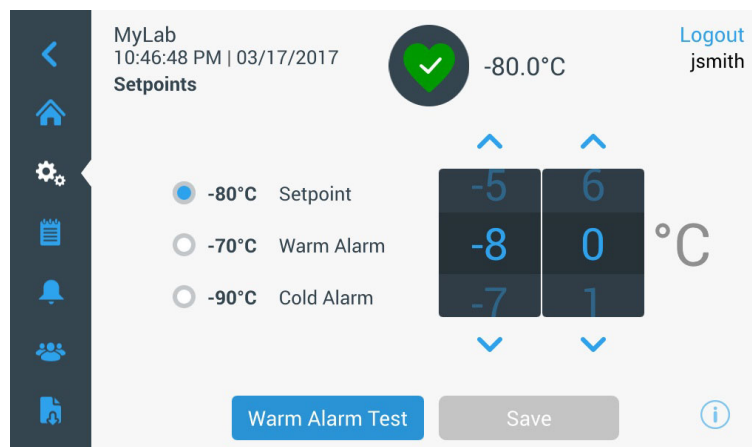 MyLab
10:46:48 PM | 03/17/2017
Setpoints
-80.0°C
Logout
jsmith
-80°C Setpoint
-70°C Warm Alarm
-90°C Cold Alarm
-5 6
-8 0 °C
-7 1
Warm Alarm Test
Save
i